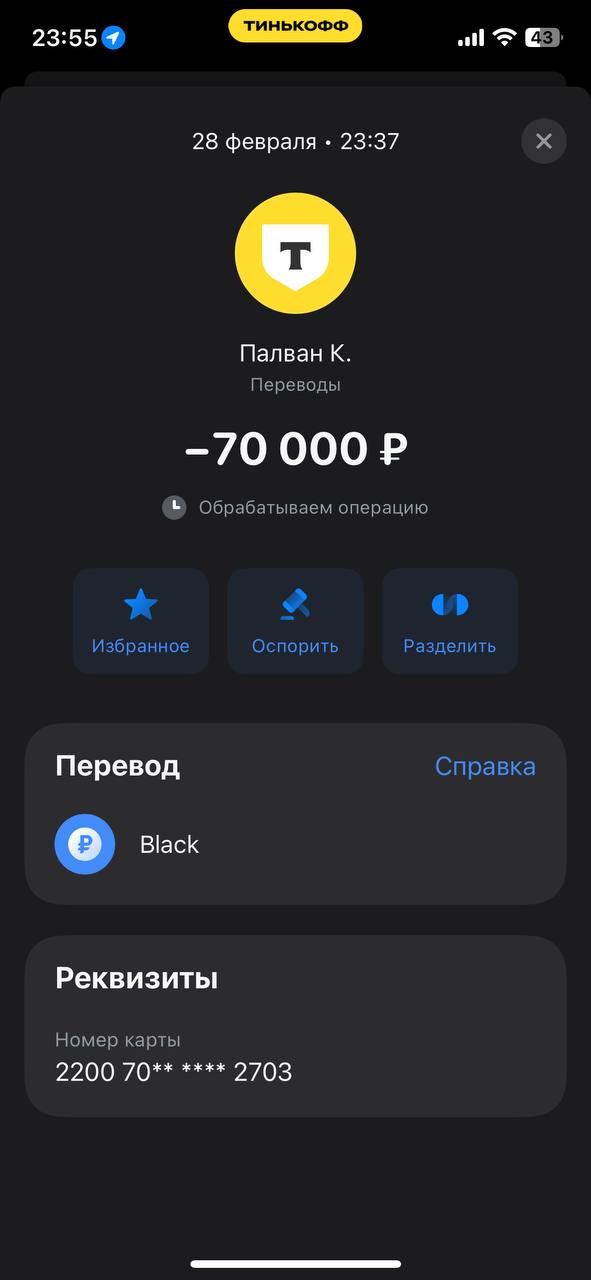 23:55
ТИНЬКОФФ
43
28 февраля • 23:37
Т
Палван К.
Переводы
–70 000 ₽
Обрабатываем операцию
Избранное
Оспорить
Разделить
Перевод
Справка
₽
Black
Реквизиты
Номер карты
2200 70** **** 2703